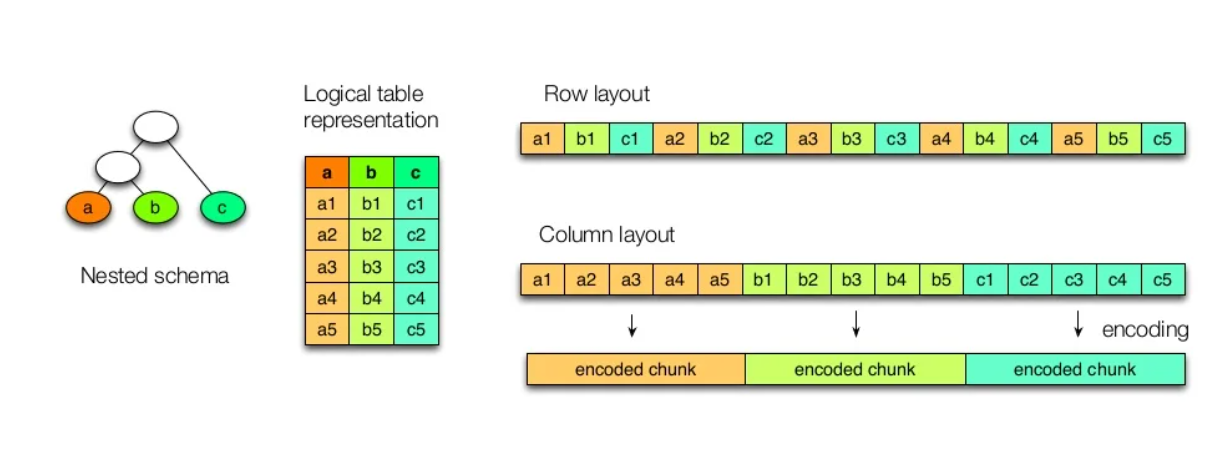 a
b
c
Nested schema
Logical table
representation
a b c
a1 b1 c1
a2 b2 c2
a3 b3 c3
a4 b4 c4
a5 b5 c5
Row layout
a1 b1 c1 a2 b2 c2 a3 b3 c3 a4 b4 c4 a5 b5 c5
Column layout
a1 a2 a3 a4 a5 b1 b2 b3 b4 b5 c1 c2 c3 c4 c5
encoding
encoded chunk encoded chunk encoded chunk